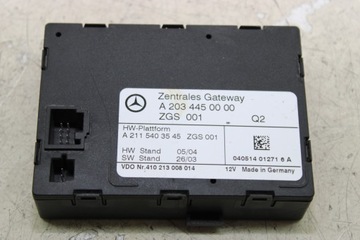 Zentrales Gateway
A 203 445 00 00
ZGS 001 Q2
HW-Plattform
A 211 540 35 45 ZGS 001
HW Stand 05/04
SW Stand 26/03
040514 01271 6 A
VDO Nr.410 213 008 014 12V Made in Germany